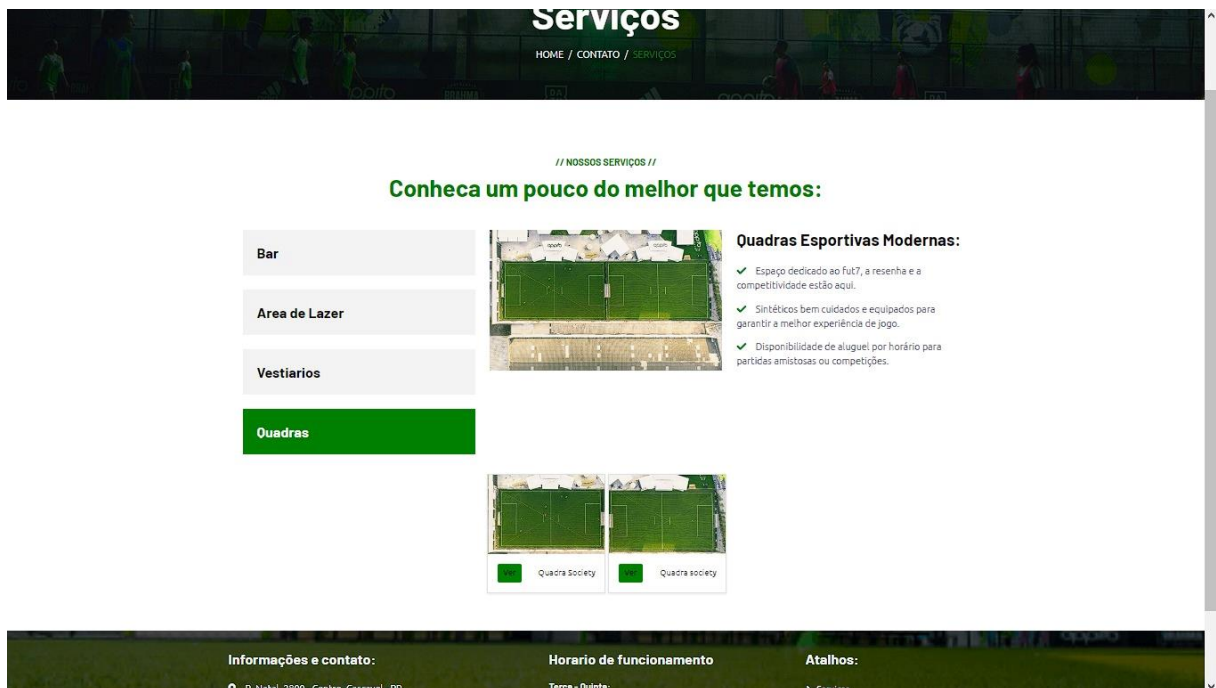 Serviços
HOME / CONTATO / SERVIÇOS
// NOSSOS SERVIÇOS //
Conheca um pouco do melhor que temos:
Bar
Area de Lazer
Vestiarios
Quadras
Quadras Esportivas Modernas:
Espaço dedicado ao fut7, a resenha e a
competitividade estão aqui.
Sintéticos bem cuidados e equipados para
garantir a melhor experiência de jogo.
Disponibilidade de aluguel por horário para
partidas amistosas ou competições.
Ver Quadra Society
Ver Quadra society
Informações e contato:
Horario de funcionamento
Atalhos: